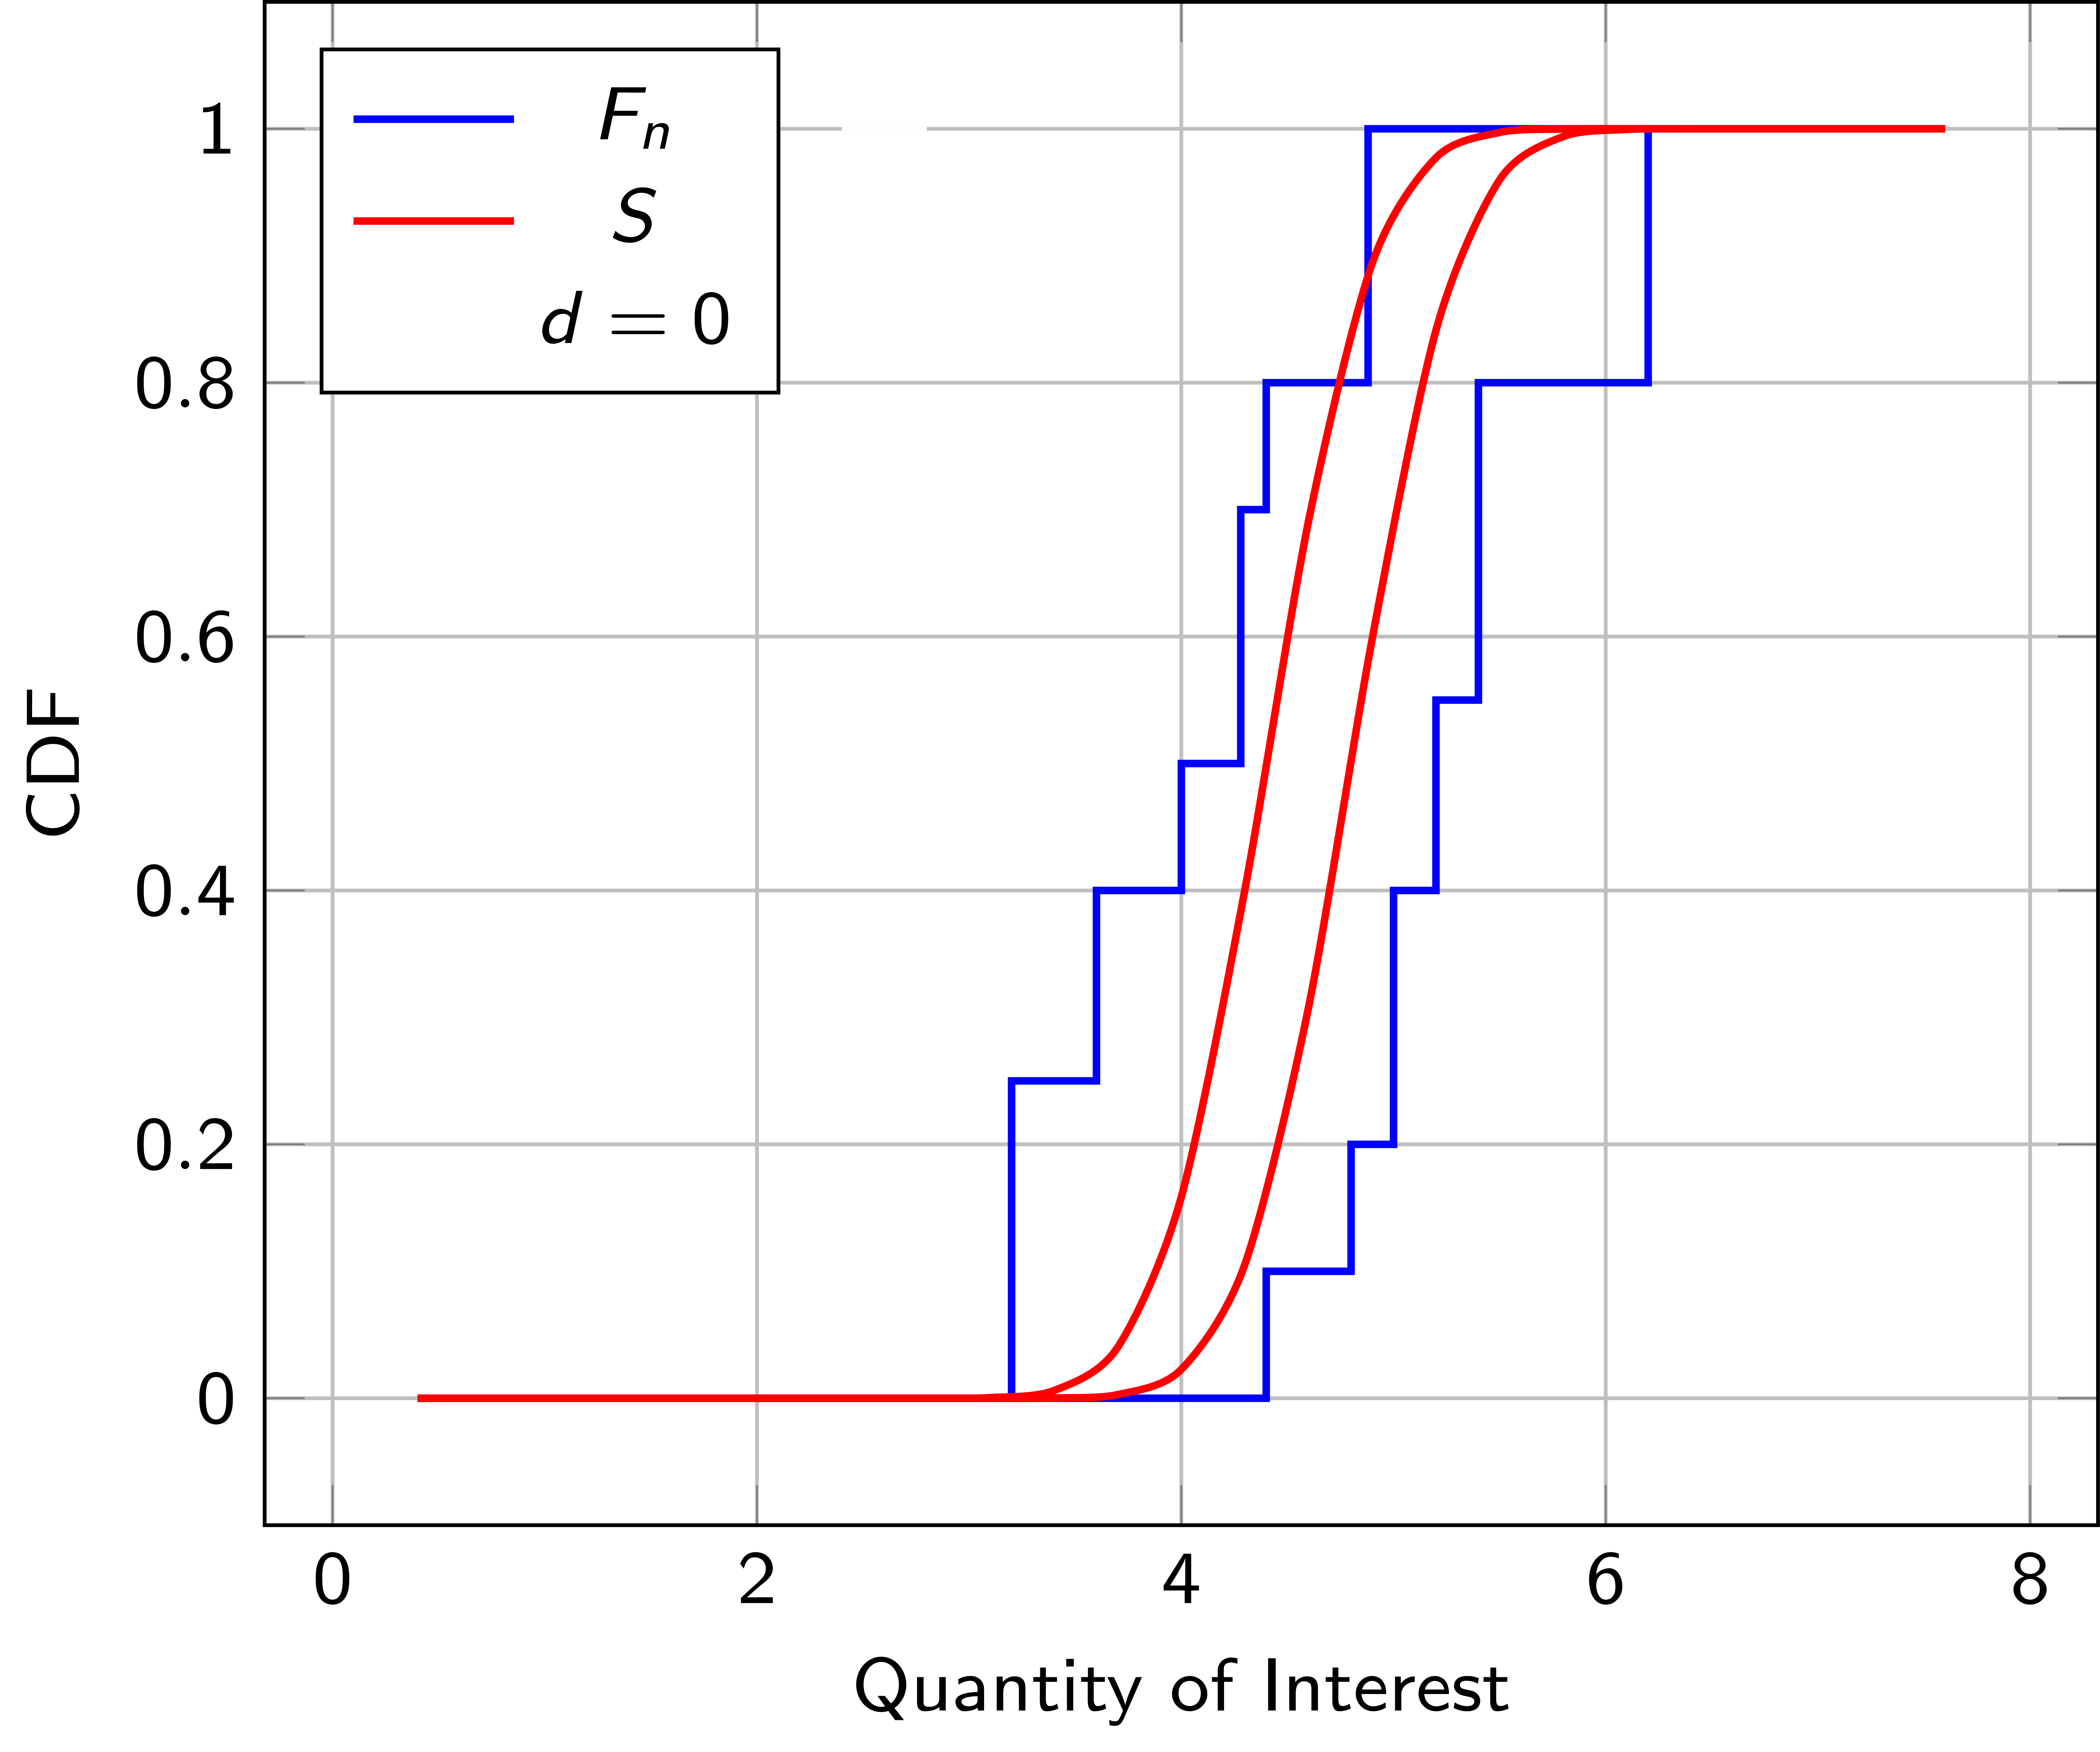 F_n
S
d = 0
1
0.8
0.6
0.4
0.2
0
CDF
0 2 4 6 8
Quantity of Interest